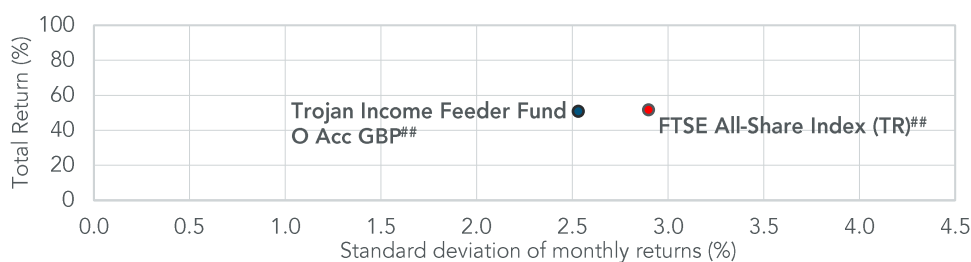 Total Return (%)
100
80
60
40
20
0
Trojan Income Feeder Fund
O Acc GBP##
FTSE All-Share Index (TR)##
0.0 0.5 1.0 1.5 2.0 2.5 3.0 3.5 4.0 4.5
Standard deviation of monthly returns (%)